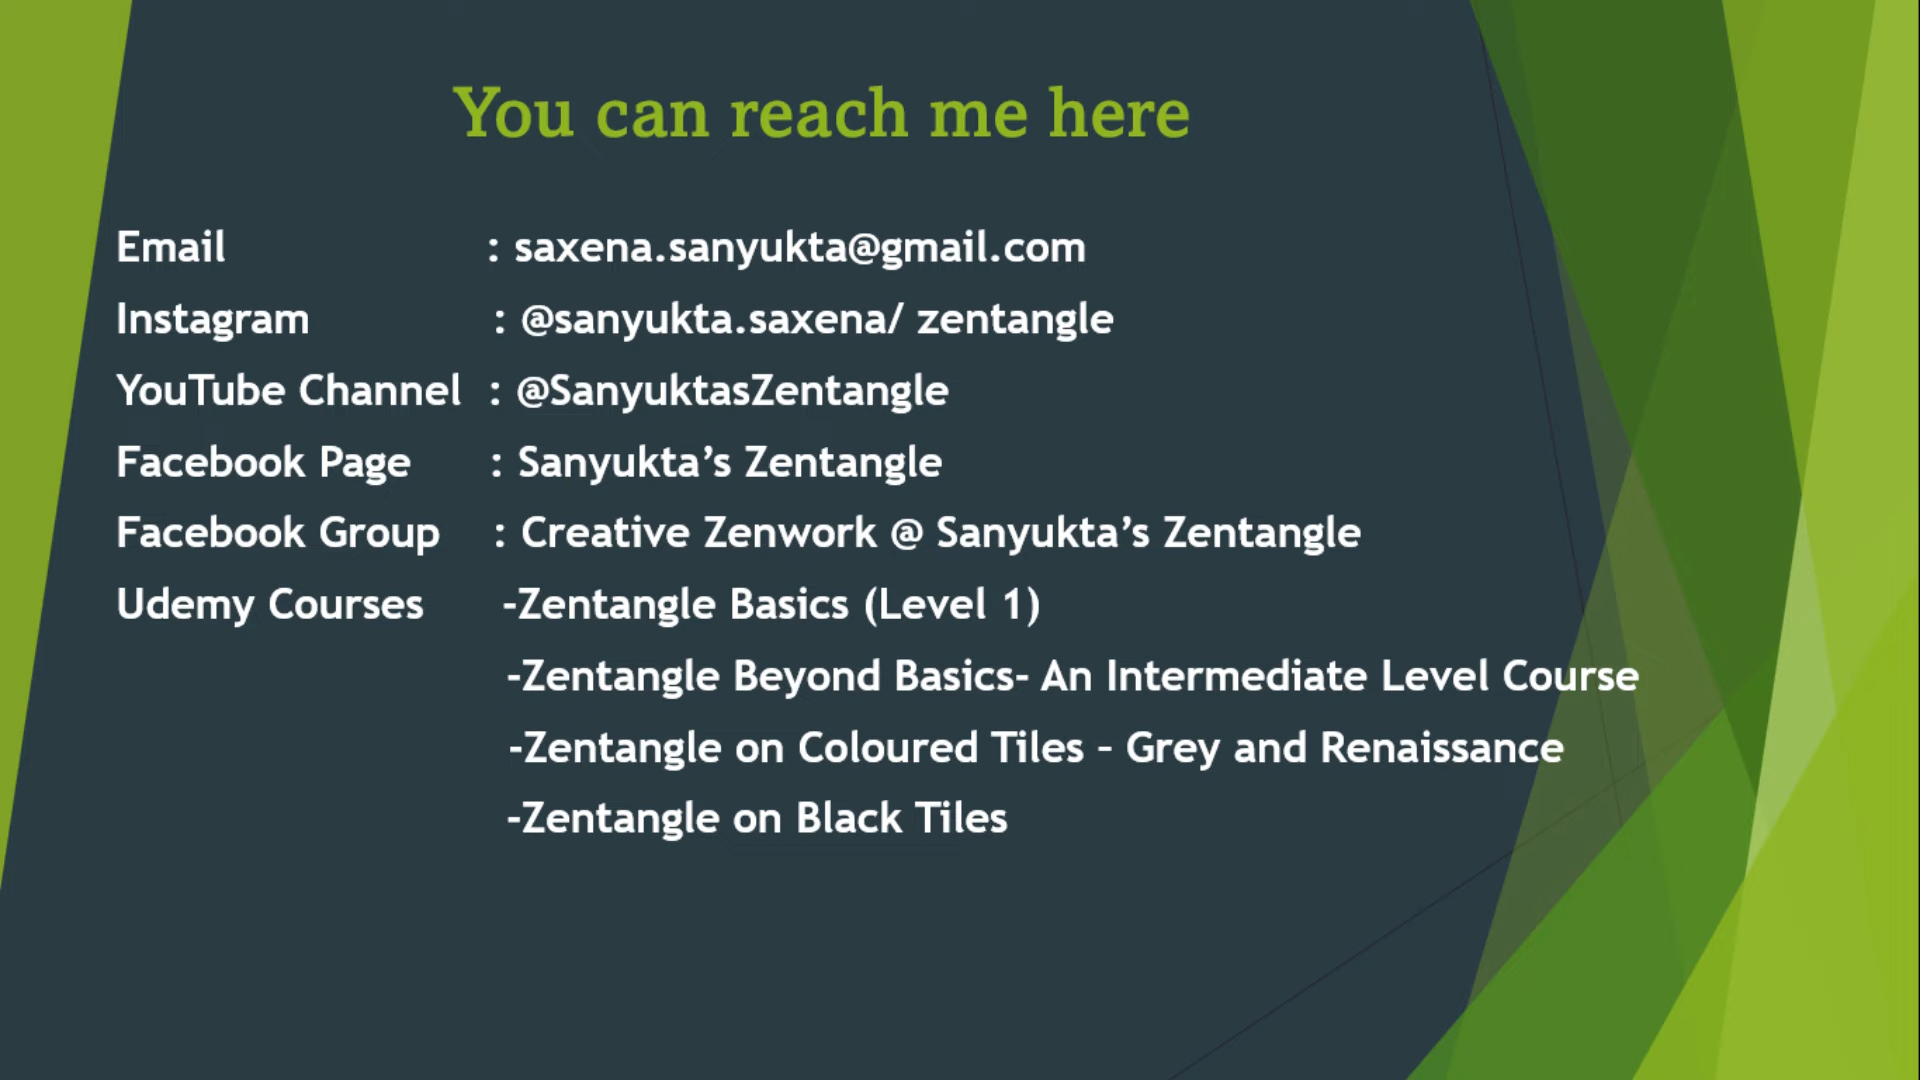 You can reach me here
Email : saxena.sanyukta@gmail.com
Instagram : @sanyukta.saxena/ zentangle
YouTube Channel : @SanyuktasZentangle
Facebook Page : Sanyukta’s Zentangle
Facebook Group : Creative Zenwork @ Sanyukta’s Zentangle
Udemy Courses -Zentangle Basics (Level 1)
-Zentangle Beyond Basics- An Intermediate Level Course
-Zentangle on Coloured Tiles – Grey and Renaissance
-Zentangle on Black Tiles